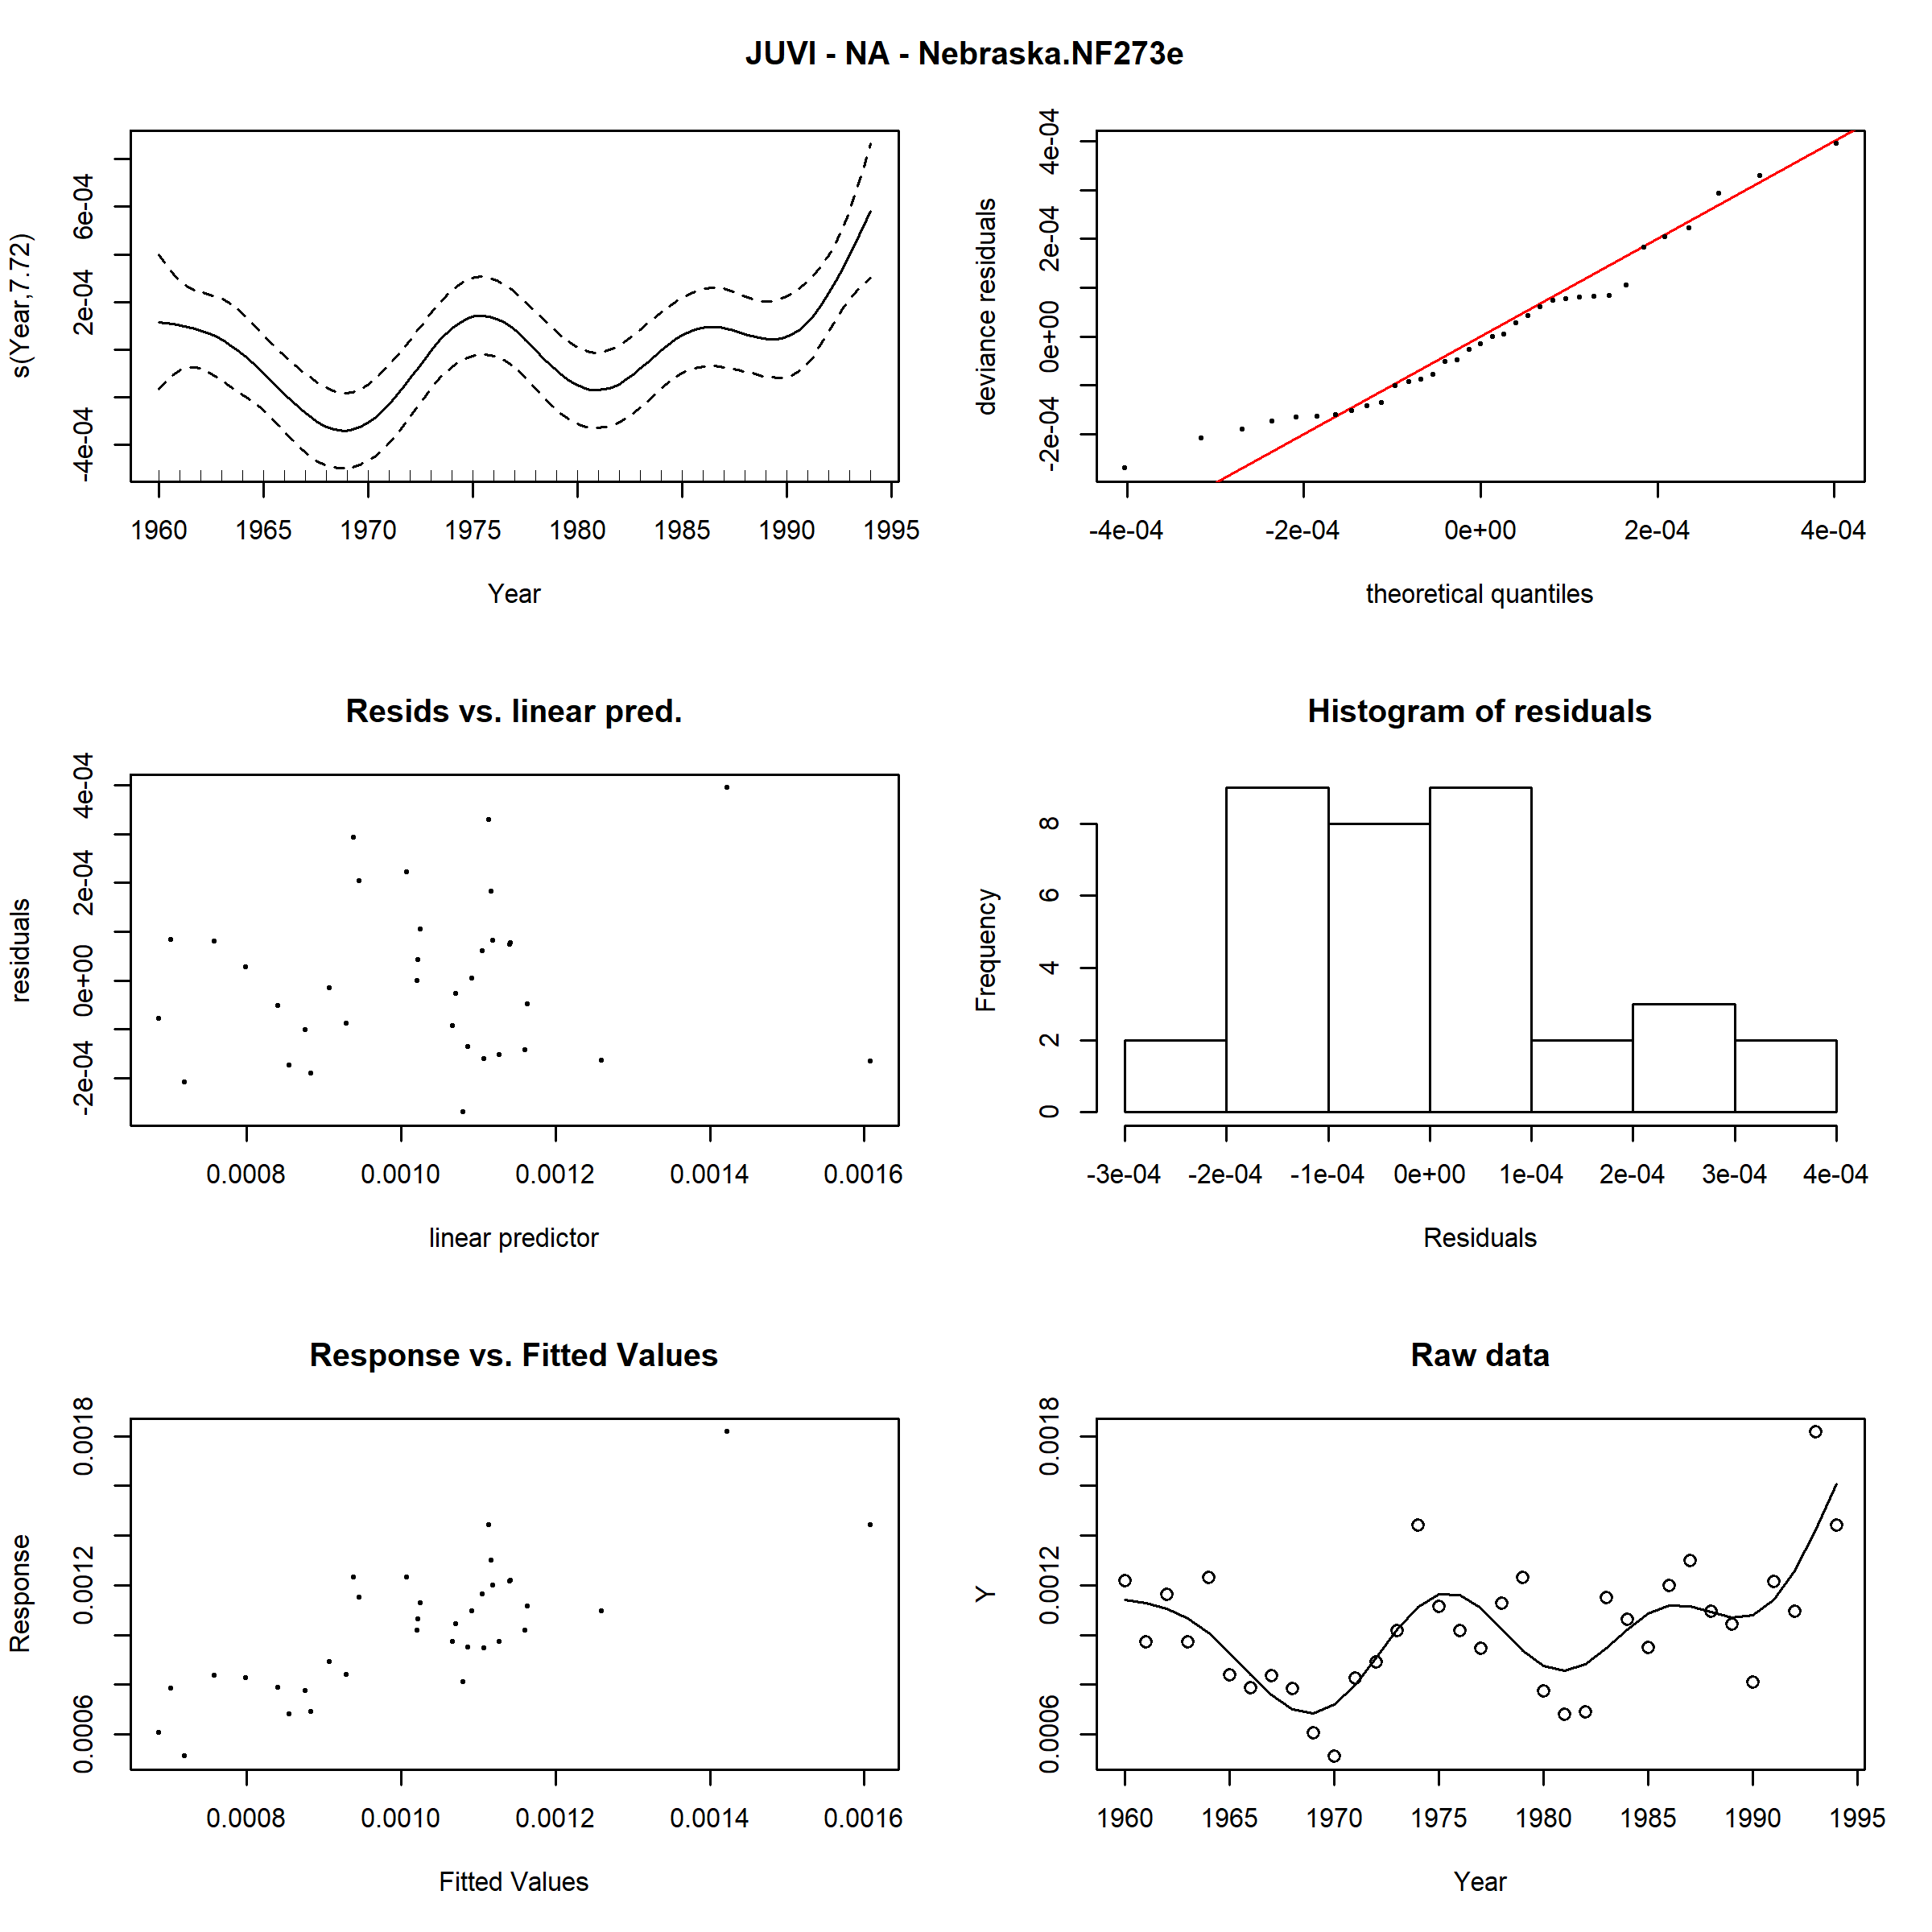 JUVI - NA - Nebraska.NF273e
s(Year,7.72)
-4e-04 2e-04 6e-04
1960 1965 1970 1975 1980 1985 1990 1995
Year
deviance residuals
-2e-04 0e+00 2e-04 4e-04
-4e-04 -2e-04 0e+00 2e-04 4e-04
theoretical quantiles
Resids vs. linear pred.
residuals
-2e-04 0e+00 2e-04 4e-04
0.0008 0.0010 0.0012 0.0014 0.0016
linear predictor
Histogram of residuals
Frequency
0 2 4 6 8
-3e-04 -2e-04 -1e-04 0e+00 1e-04 2e-04 3e-04 4e-04
Residuals
Response vs. Fitted Values
Response
0.0006 0.0012 0.0018
0.0008 0.0010 0.0012 0.0014 0.0016
Fitted Values
Raw data
Y
0.0006 0.0012 0.0018
1960 1965 1970 1975 1980 1985 1990 1995
Year